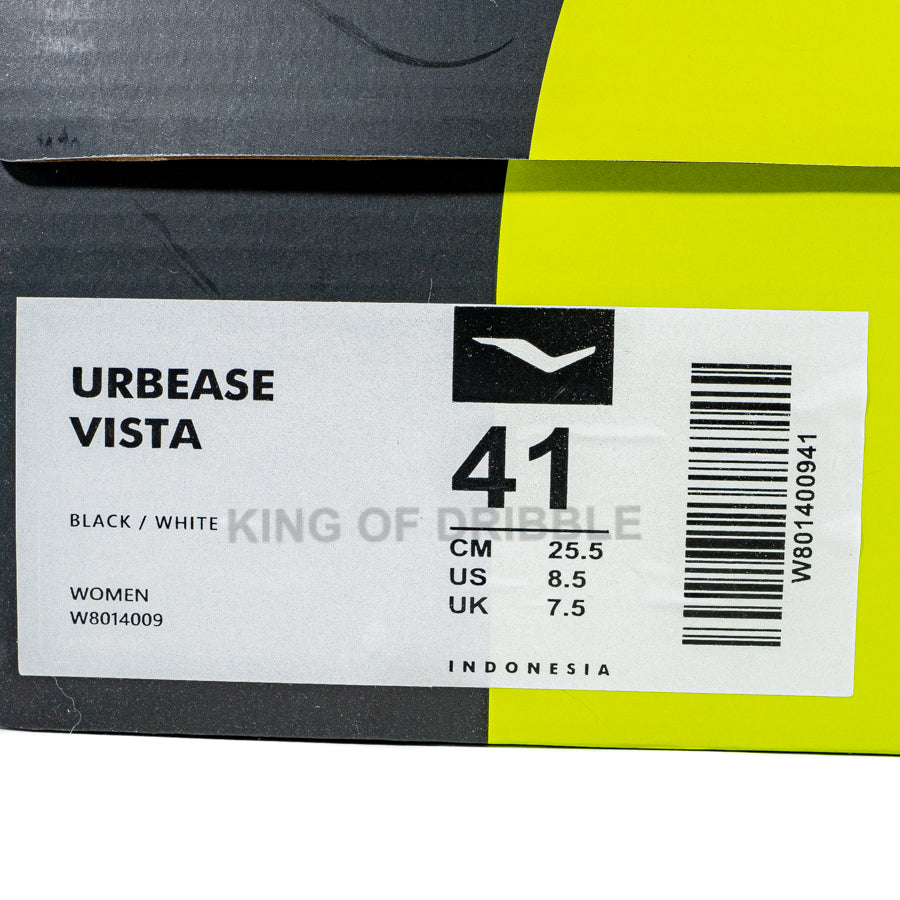 URBEASE
VISTA
BLACK / WHITE
WOMEN
W8014009
41
CM 25.5
US 8.5
UK 7.5
INDONESIA
W801400941
KING OF DRIBBLE